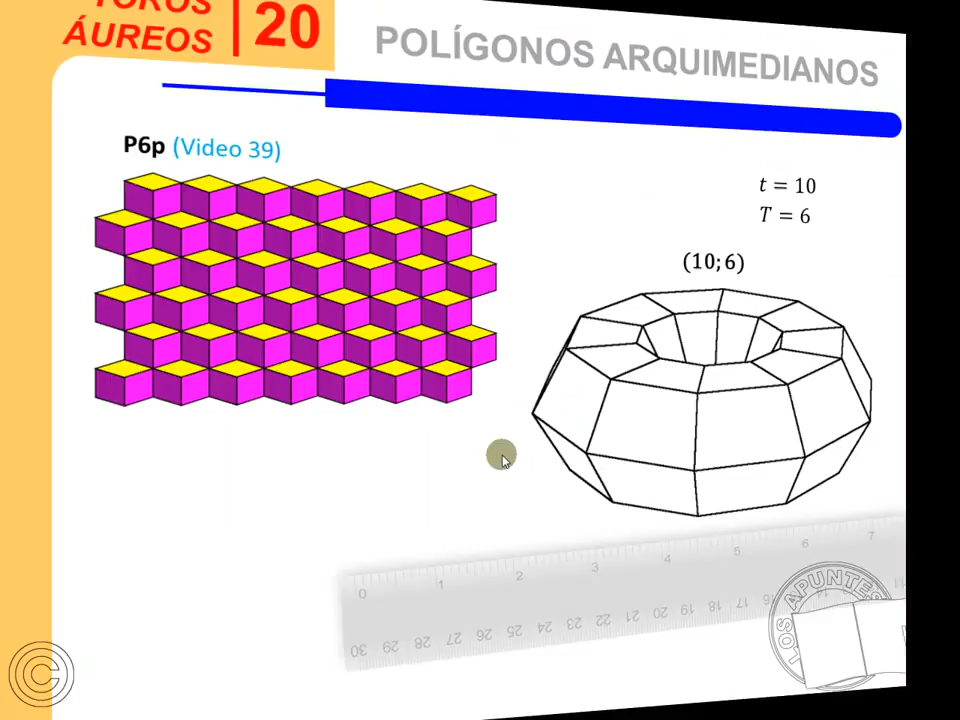 TOROS
ÁUREOS
20
POLÍGONOS ARQUIMEDIANOS
P6p (Video 39)
t = 10
T = 6
(10; 6)
0 1 2 3 4 5 6 7
30 29 28 27 26 25 24 23 22 21 20 19 18 17 16
LOS APUNTES